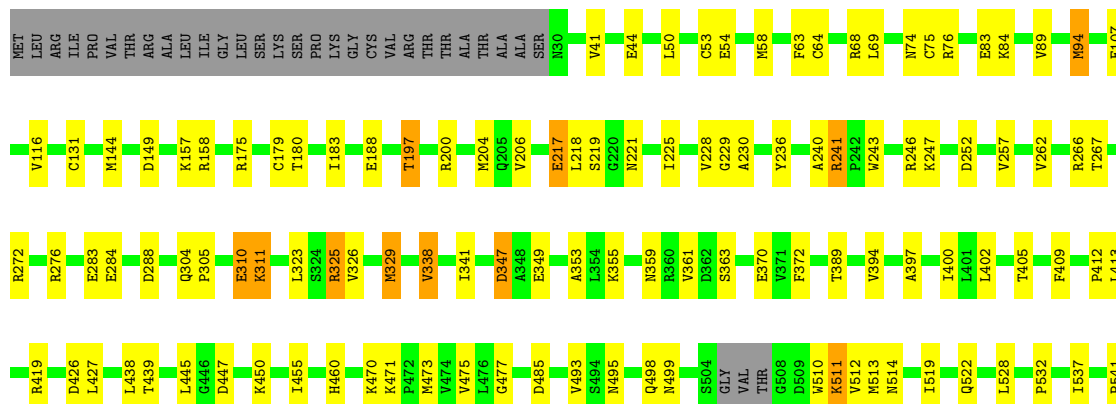 MET LEU ARG ILE PRO VAL THR ARG ALA LEU ILE GLY LEU SER LYS SER PRO LYS GLY CYS VAL ARG THR THR ALA THR ALA ALA SER N30 V41 E44 L50 C53 E54 M58 F63 C64 R68 L69 N74 C75 R76 E83 K84 V89 M94
V116 C131 M144 D149 K157 R158 R175 C179 T180 I183 E188 T197 R200 M204 Q205 V206 E217 L218 S219 G220 N221 I225 V228 G229 A230 Y236 A240 R241 P242 W243 R246 K247 D252 V257 V262 R266 T267
R272 R276 E283 E284 D288 Q304 P305 E310 K311 L323 S324 R325 V326 M329 V338 I341 D347 A348 E349 A353 L354 K355 N359 R360 V361 D362 S363 E370 V371 F372 T389 V394 A397 I400 L401 L402 T405 F409 P412 L413
R419 D426 L427 L438 T439 L445 G446 D447 K450 I455 H460 K470 K471 P472 M473 V474 V475 L476 G477 D485 V493 S494 N495 Q498 N499 S504 GLY VAL THR G508 D509 W510 K511 V512 M513 N514 I519 Q522 L528 P532 I537